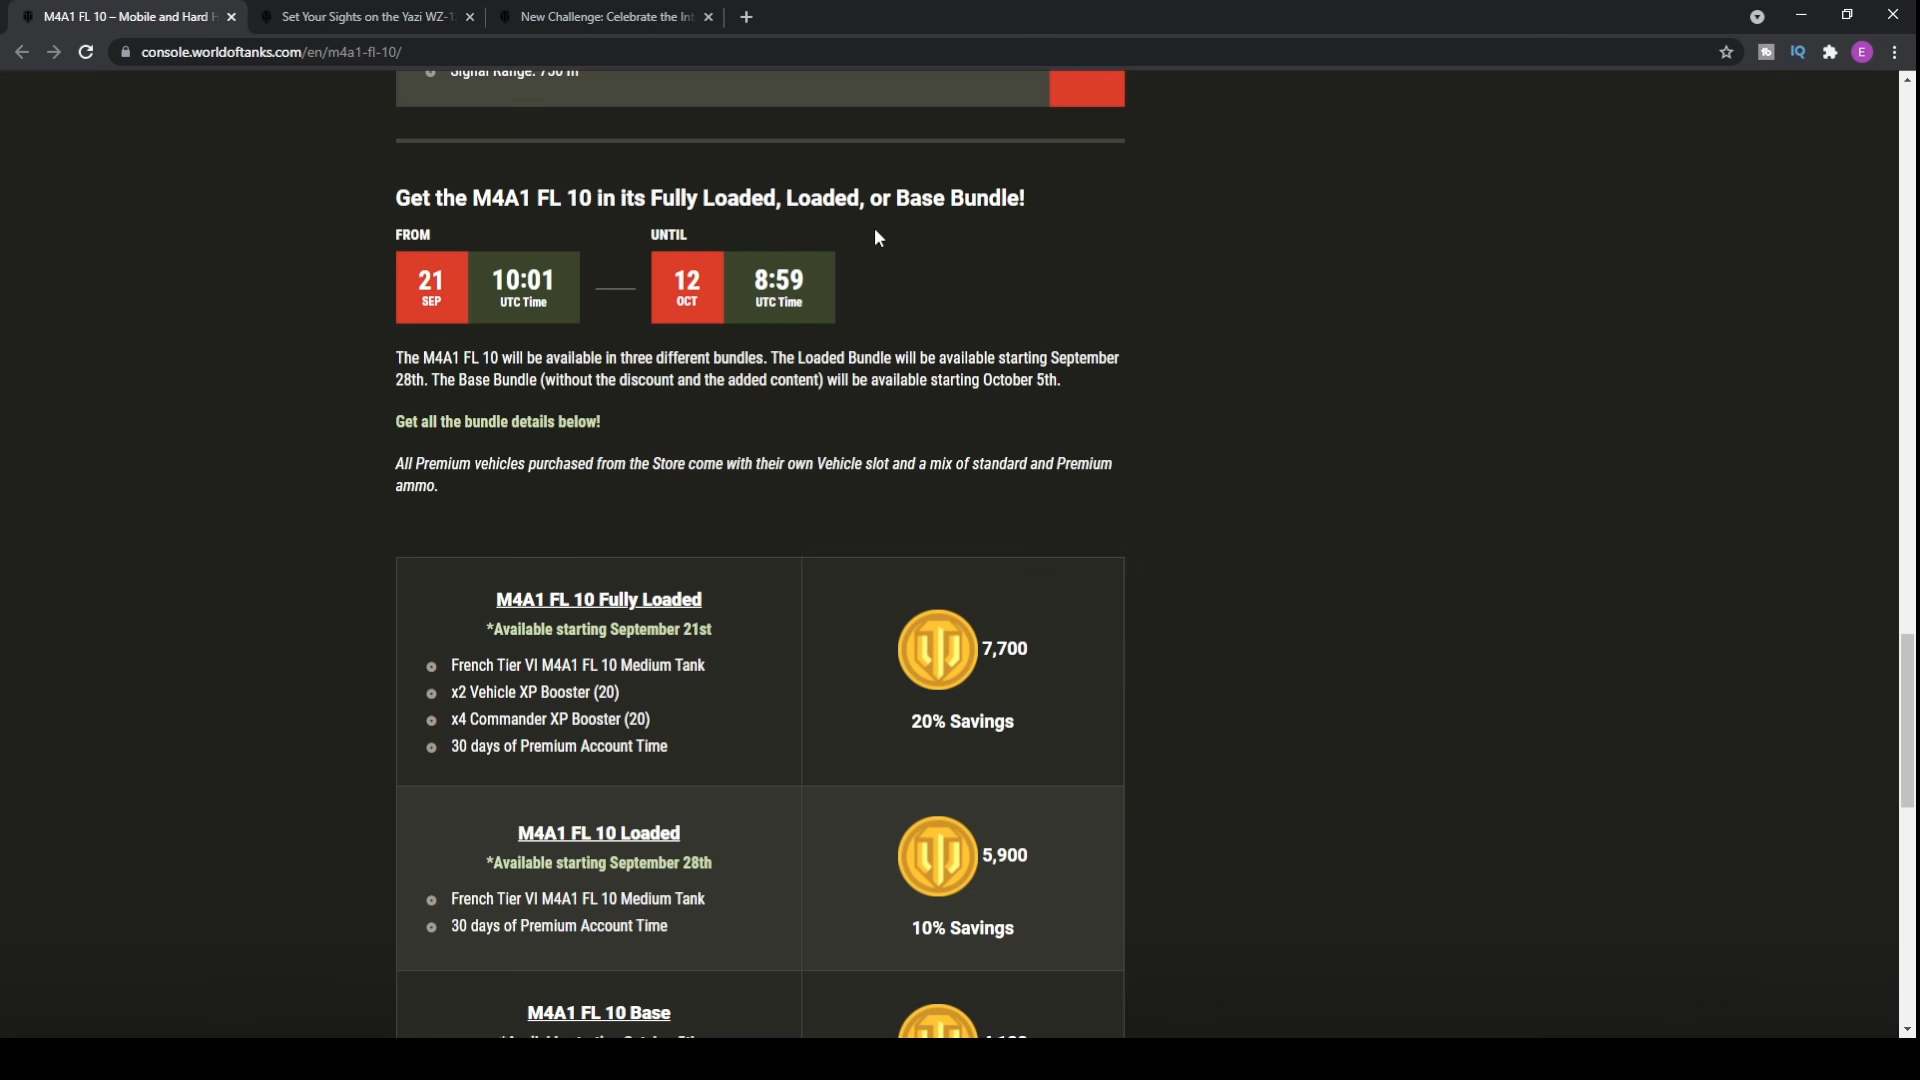 M4A1 FL 10 – Mobile and Hard H
Set Your Sights on the Yazi WZ-1
New Challenge: Celebrate the Int
console.worldoftanks.com/en/m4a1-fl-10/
IQ
E
Signal Range: 750 m
Get the M4A1 FL 10 in its Fully Loaded, Loaded, or Base Bundle!
FROM
UNTIL
21
SEP
10:01
UTC Time
12
OCT
8:59
UTC Time
The M4A1 FL 10 will be available in three different bundles. The Loaded Bundle will be available starting September
28th. The Base Bundle (without the discount and the added content) will be available starting October 5th.
Get all the bundle details below!
All Premium vehicles purchased from the Store come with their own Vehicle slot and a mix of standard and Premium
ammo.
M4A1 FL 10 Fully Loaded
*Available starting September 21st
French Tier VI M4A1 FL 10 Medium Tank
x2 Vehicle XP Booster (20)
x4 Commander XP Booster (20)
30 days of Premium Account Time
7,700
20% Savings
M4A1 FL 10 Loaded
*Available starting September 28th
French Tier VI M4A1 FL 10 Medium Tank
30 days of Premium Account Time
5,900
10% Savings
M4A1 FL 10 Base